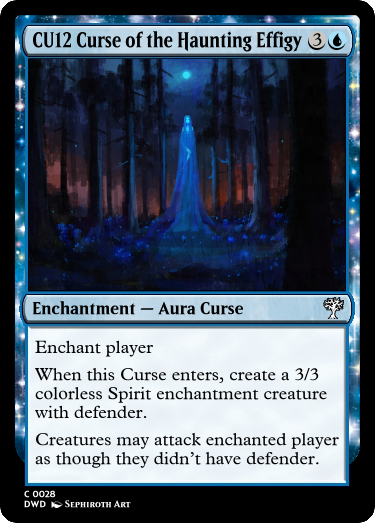 CU12 Curse of the Haunting Effigy 3
Enchantment — Aura Curse
Enchant player
When this Curse enters, create a 3/3
colorless Spirit enchantment creature
with defender.
Creatures may attack enchanted player
as though they didn't have defender.
C 0028
DWD Sephiroth Art